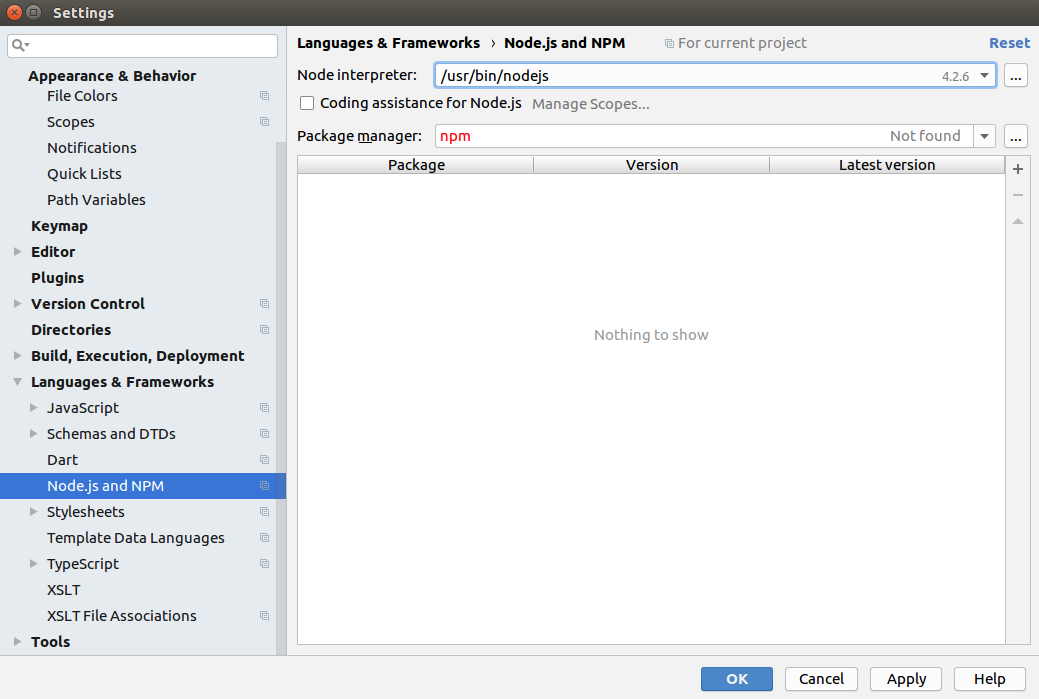 Settings
Appearance & Behavior
File Colors
Scopes
Notifications
Quick Lists
Path Variables
Keymap
Editor
Plugins
Version Control
Directories
Build, Execution, Deployment
Languages & Frameworks
JavaScript
Schemas and DTDs
Dart
Node.js and NPM
Stylesheets
Template Data Languages
TypeScript
XSLT
XSLT File Associations
Tools
Languages & Frameworks › Node.js and NPM For current project Reset
Node interpreter: /usr/bin/nodejs 4.2.6 ...
Coding assistance for Node.js Manage Scopes...
Package manager: npm Not found ...
Package Version Latest version
Nothing to show
OK Cancel Apply Help